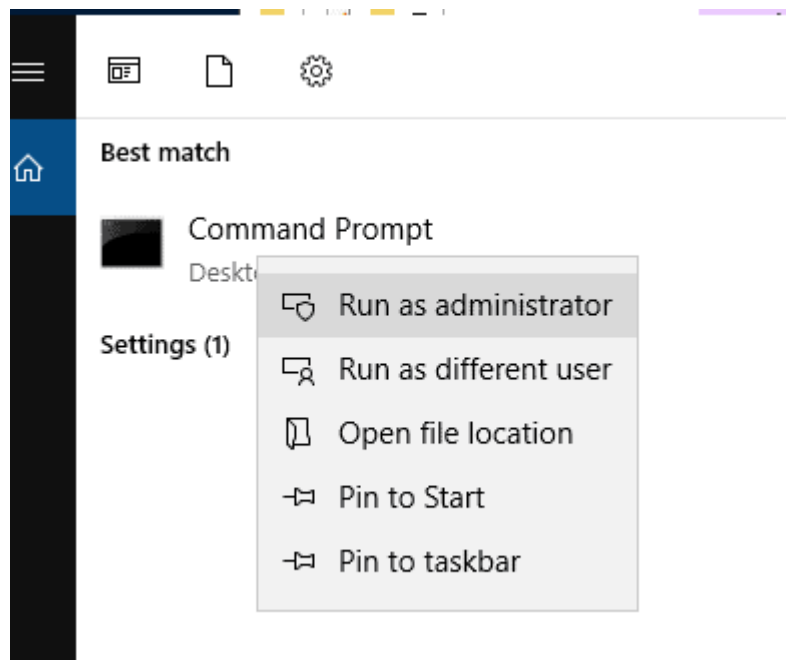 Best match
Command Prompt
Deskt
Run as administrator
Settings (1)
Run as different user
Open file location
Pin to Start
Pin to taskbar